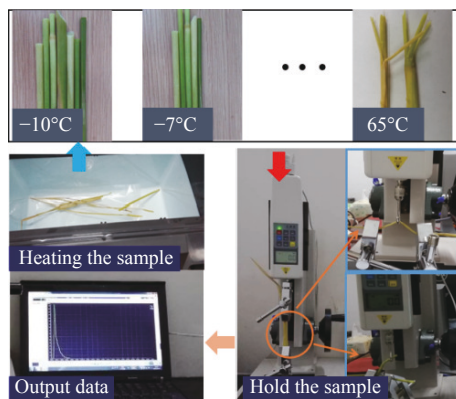 −10°C
−7°C
65°C
Heating the sample
Output data
Hold the sample